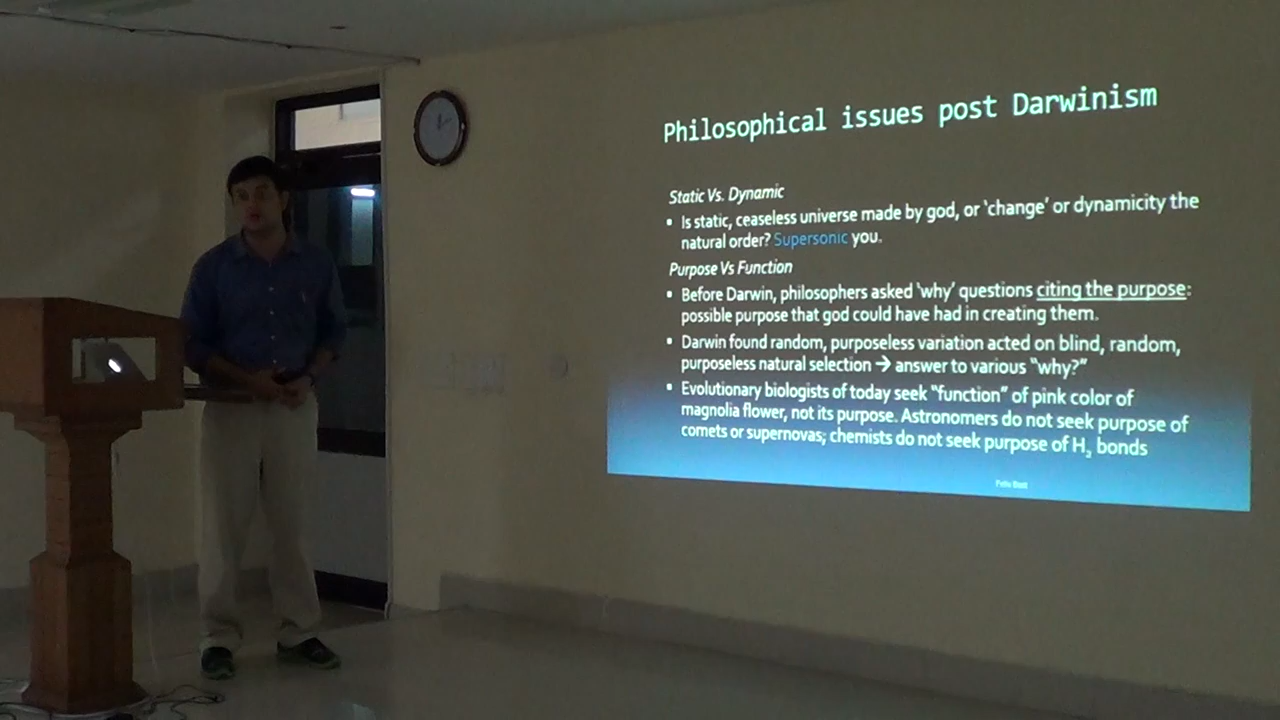 Philosophical issues post Darwinism
Static Vs. Dynamic
• Is static, ceaseless universe made by god, or ‘change’ or dynamicity the
natural order? Supersonic you.
Purpose Vs Function
• Before Darwin, philosophers asked ‘why’ questions citing the purpose:
possible purpose that god could have had in creating them.
• Darwin found random, purposeless variation acted on blind, random,
purposeless natural selection → answer to various “why?”
• Evolutionary biologists of today seek “function” of pink color of
magnolia flower, not its purpose. Astronomers do not seek purpose of
comets or supernovas; chemists do not seek purpose of H₂ bonds
Felix Bast